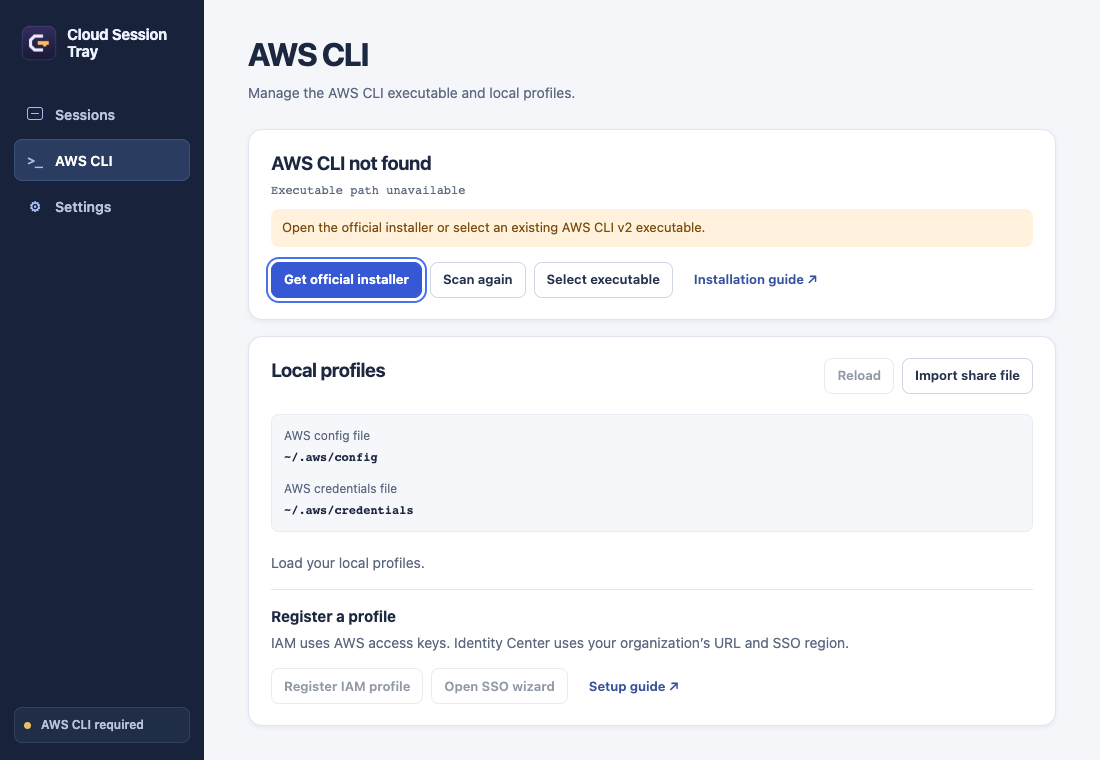 Cloud Session
Tray
Sessions
>_ AWS CLI
Settings
AWS CLI required
AWS CLI
Manage the AWS CLI executable and local profiles.
AWS CLI not found
Executable path unavailable
Open the official installer or select an existing AWS CLI v2 executable.
Get official installer
Scan again
Select executable
Installation guide ↗
Local profiles
Reload
Import share file
AWS config file
~/.aws/config
AWS credentials file
~/.aws/credentials
Load your local profiles.
Register a profile
IAM uses AWS access keys. Identity Center uses your organization's URL and SSO region.
Register IAM profile
Open SSO wizard
Setup guide ↗